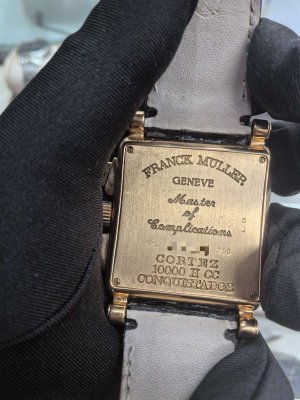 FRANCK MULLER
GENEVE
Master
of
Complications
CORTEZ
10000 H CC
CONQUISTADOR